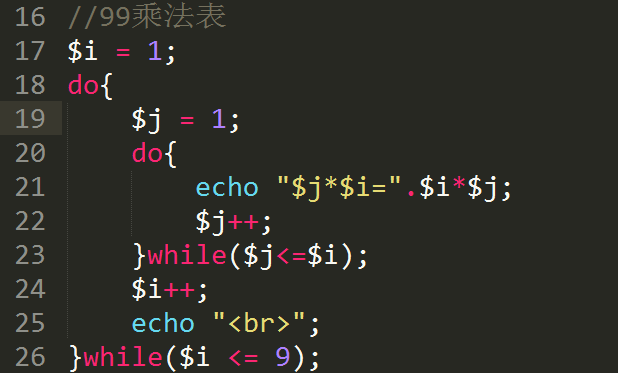 16 //99乘法表
17 $i = 1;
18 do{
19     $j = 1;
20     do{
21         echo "$j*$i=".$i*$j;
22         $j++;
23     }while($j<=$i);
24     $i++;
25     echo "<br>";
26 }while($i <= 9);